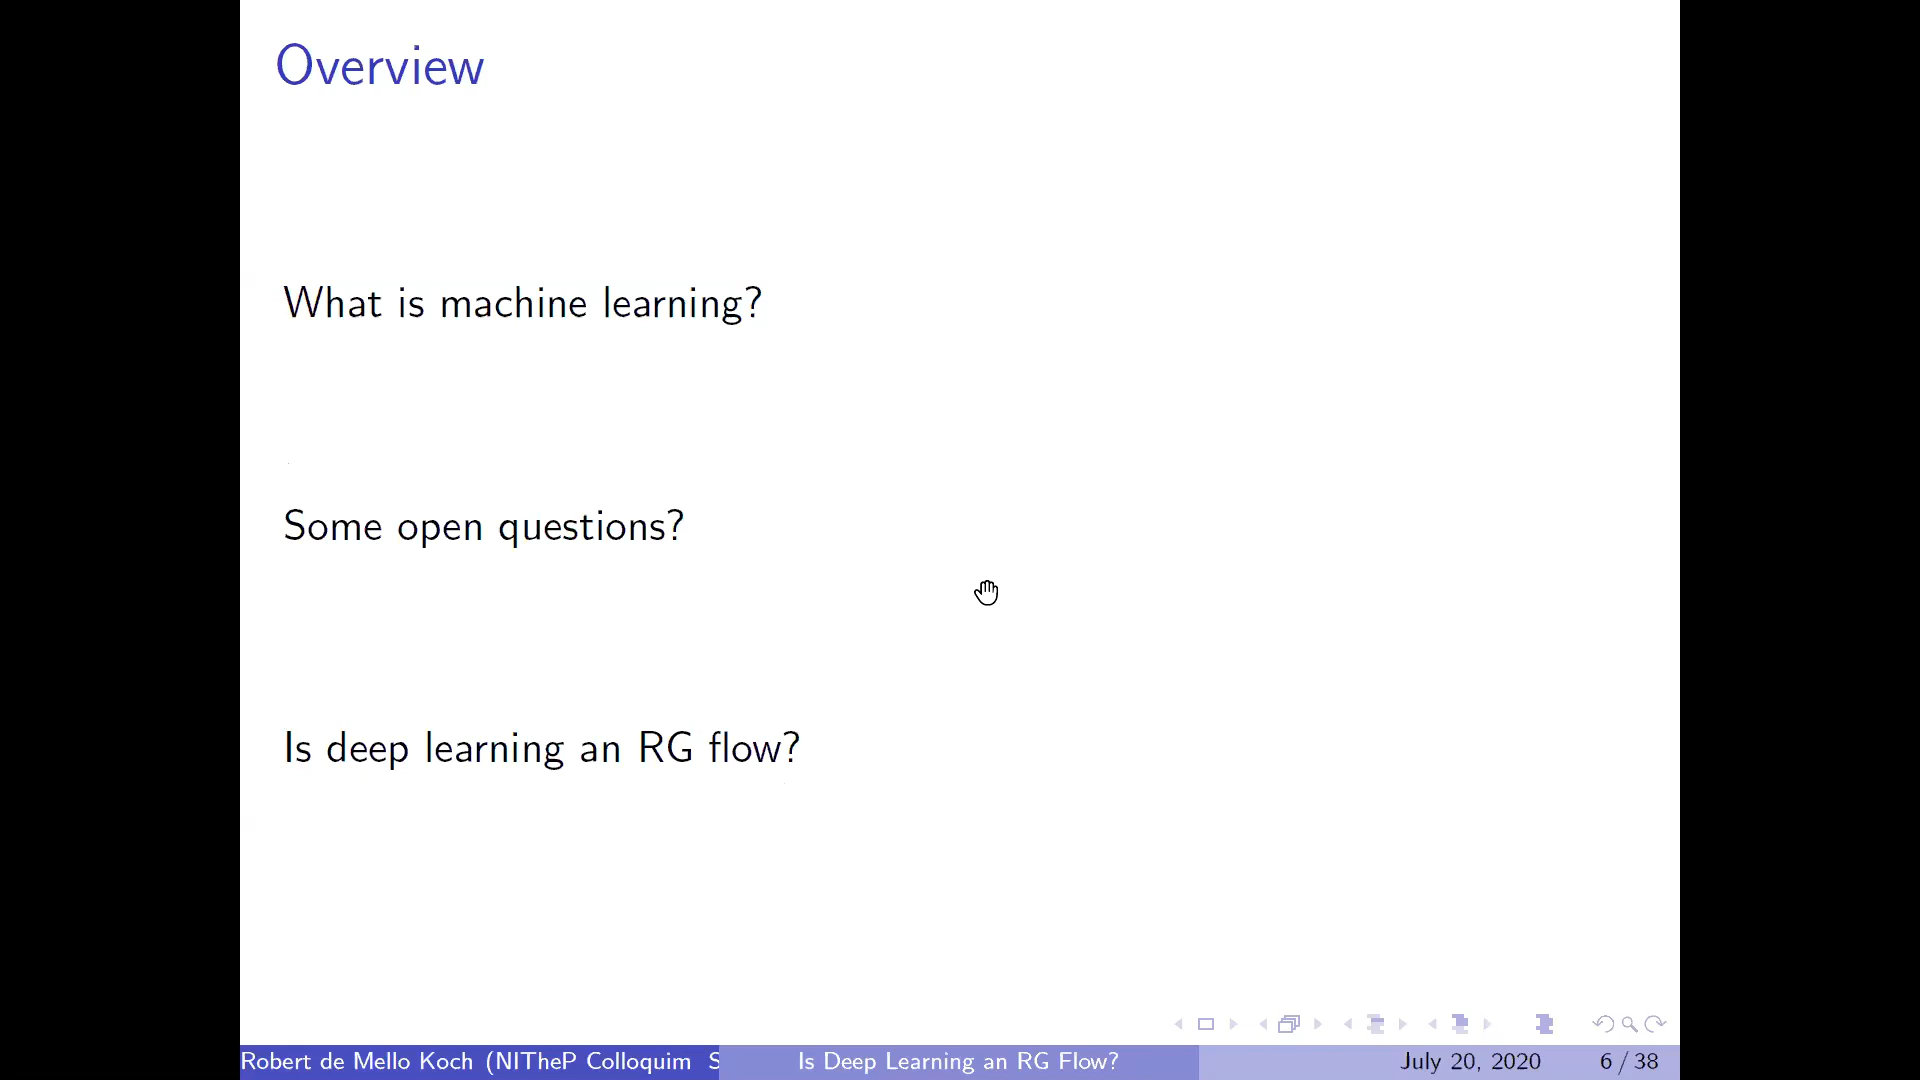 Overview
What is machine learning?
Some open questions?
Is deep learning an RG flow?
Robert de Mello Koch (NITheP Colloquim S
Is Deep Learning an RG Flow?
July 20, 2020
6 / 38